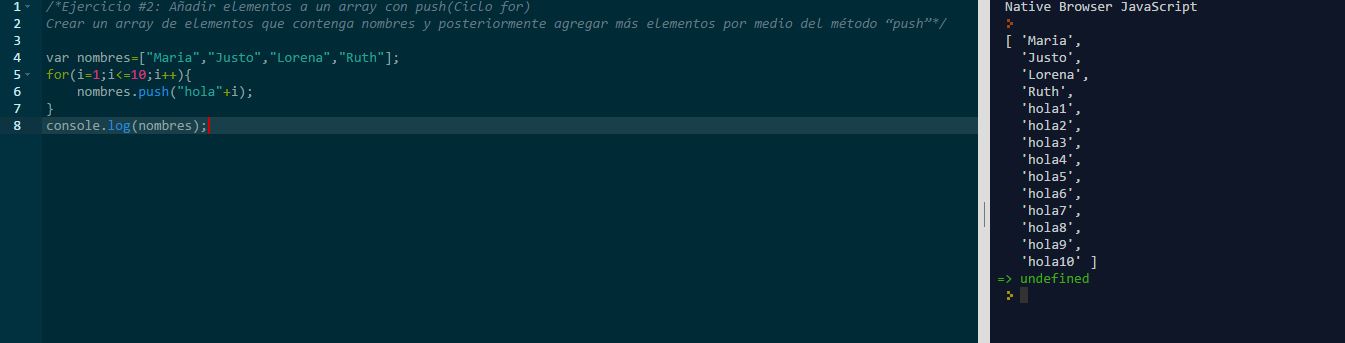 1 /*Ejercicio #2: Añadir elementos a un array con push(Ciclo for)
2 Crear un array de elementos que contenga nombres y posteriormente agregar más elementos por medio del método “push”*/
3
4 var nombres=["Maria","Justo","Lorena","Ruth"];
5 for(i=1;i<=10;i++){
6     nombres.push("hola"+i);
7 }
8 console.log(nombres);
Native Browser JavaScript
[ 'Maria',
  'Justo',
  'Lorena',
  'Ruth',
  'hola1',
  'hola2',
  'hola3',
  'hola4',
  'hola5',
  'hola6',
  'hola7',
  'hola8',
  'hola9',
  'hola10' ]
=> undefined